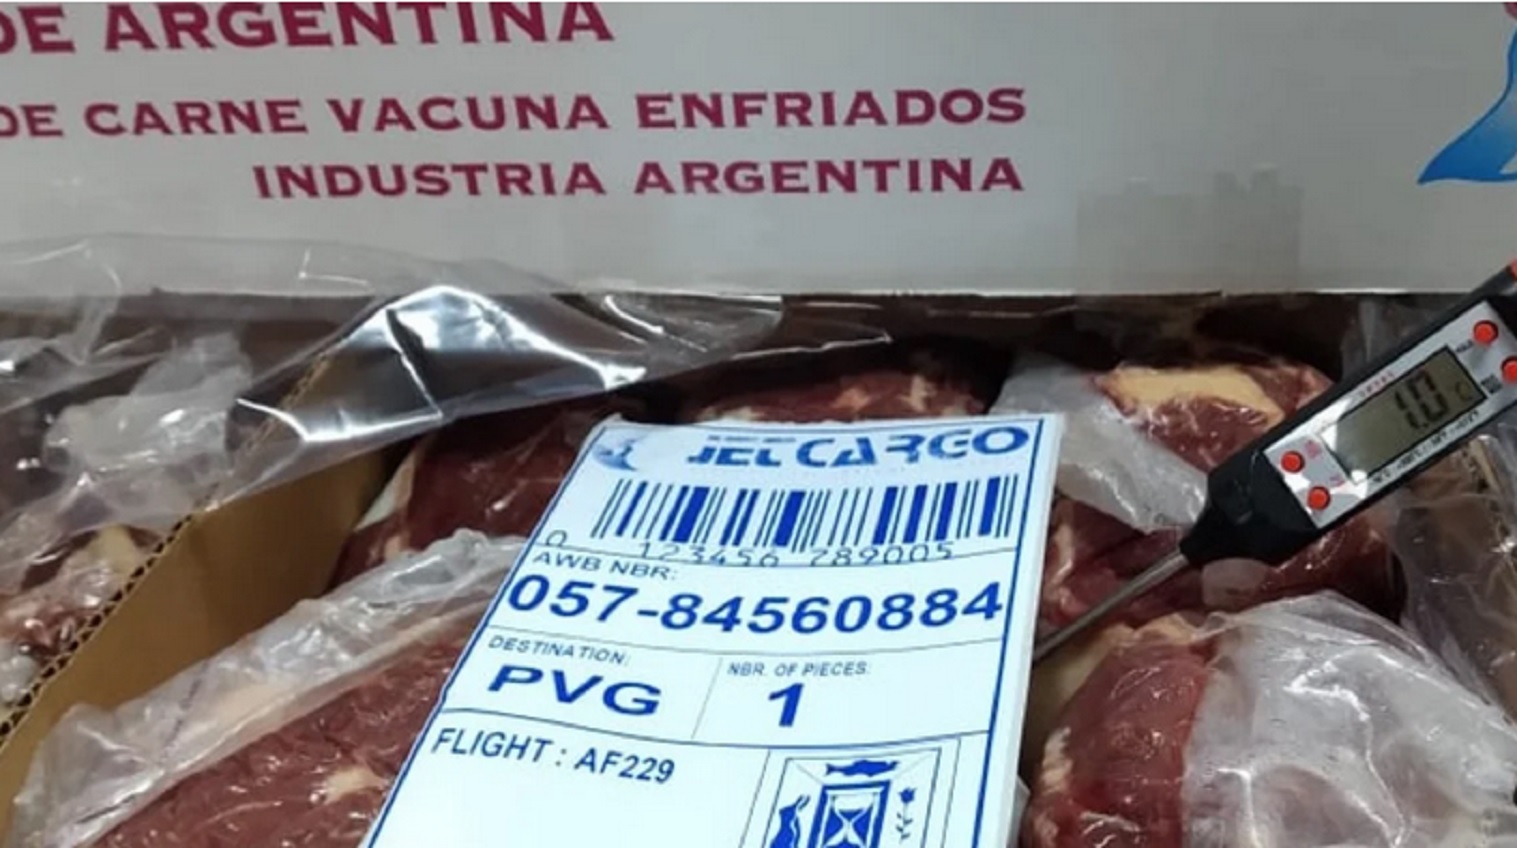 DE ARGENTINA
DE CARNE VACUNA ENFRIADOS
INDUSTRIA ARGENTINA
JETCARGO
0 123456 789005
AWB NBR:
057-84560884
DESTINATION:
PVG
NBR. OF PIECES:
1
FLIGHT : AF229
1.0 °C